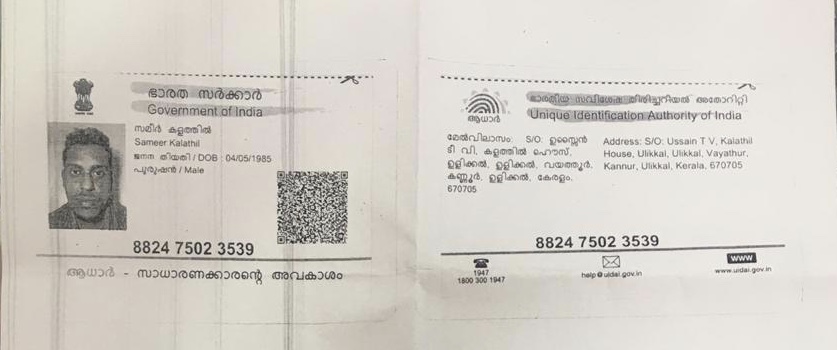 ഭാരത സർക്കാർ
Government of India
സമീർ കളത്തിൽ
Sameer Kalathil
ജനന തിയതി / DOB : 04/05/1985
പുരുഷൻ / Male
8824 7502 3539
ആധാർ - സാധാരണക്കാരന്റെ അവകാശം
ആധാർ
ഭാരതീയ സവിശേഷ തിരിച്ചറിയൽ അതോറിറ്റി
Unique Identification Authority of India
മേൽവിലാസം: S/O: ഉസ്സൈൻ
ടി വി, കളത്തിൽ ഹൌസ്,
ഉളിക്കൽ, ഉളിക്കൽ, വയത്തൂർ,
കണ്ണൂർ, ഉളിക്കൽ, കേരളം,
670705
Address: S/O: Ussain T V, Kalathil
House, Ulikkal, Ulikkal, Vayathur,
Kannur, Ulikkal, Kerala, 670705
8824 7502 3539
1947
1800 300 1947
help@uidai.gov.in
WWW
www.uidai.gov.in